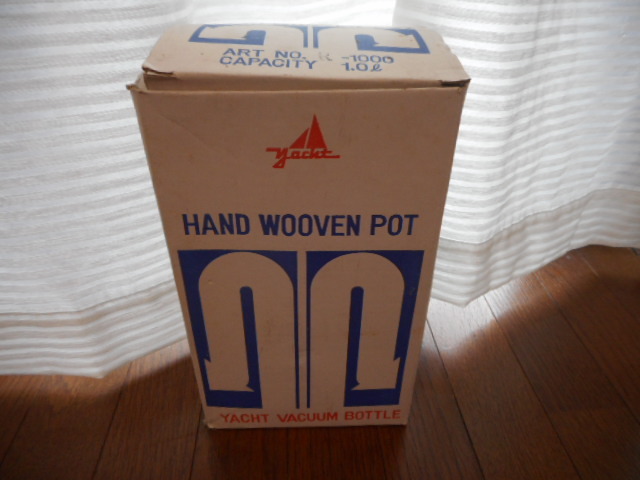 ART NO. -1000
CAPACITY 1.0ℓ
Yacht
HAND WOOVEN POT
YACHT VACUUM BOTTLE